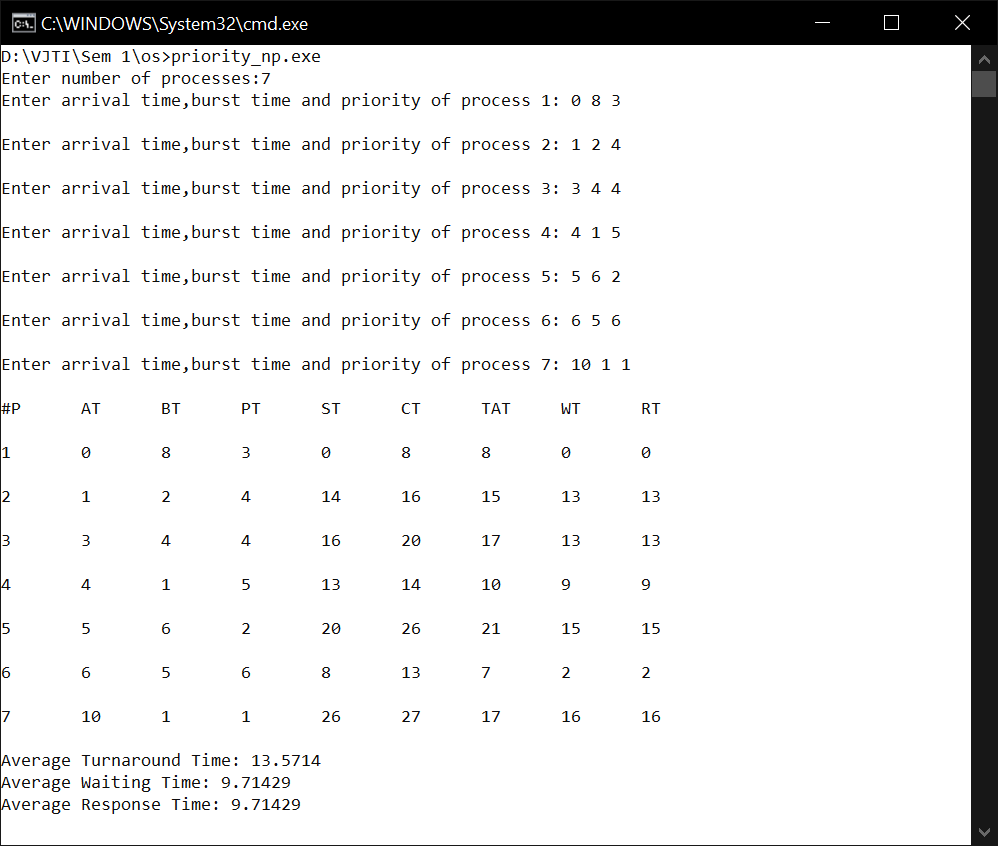 C:\WINDOWS\System32\cmd.exe
D:\VJTI\Sem 1\os>priority_np.exe
Enter number of processes:7
Enter arrival time,burst time and priority of process 1: 0 8 3
Enter arrival time,burst time and priority of process 2: 1 2 4
Enter arrival time,burst time and priority of process 3: 3 4 4
Enter arrival time,burst time and priority of process 4: 4 1 5
Enter arrival time,burst time and priority of process 5: 5 6 2
Enter arrival time,burst time and priority of process 6: 6 5 6
Enter arrival time,burst time and priority of process 7: 10 1 1
#P AT BT PT ST CT TAT WT RT
1 0 8 3 0 8 8 0 0
2 1 2 4 14 16 15 13 13
3 3 4 4 16 20 17 13 13
4 4 1 5 13 14 10 9 9
5 5 6 2 20 26 21 15 15
6 6 5 6 8 13 7 2 2
7 10 1 1 26 27 17 16 16
Average Turnaround Time: 13.5714
Average Waiting Time: 9.71429
Average Response Time: 9.71429